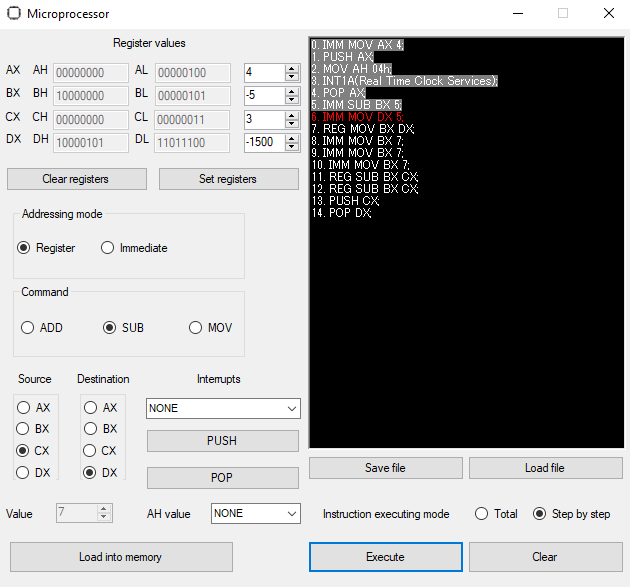 Microprocessor
Register values
AX AH 00000000 AL 00000100 4
BX BH 10000000 BL 00000101 -5
CX CH 00000000 CL 00000011 3
DX DH 10000101 DL 11011100 -1500
Clear registers Set registers
Addressing mode
Register Immediate
Command
ADD SUB MOV
Source Destination Interrupts
AX AX NONE
BX BX PUSH
CX CX
DX DX POP
Value 7 AH value NONE
Load into memory
0. IMM MOV AX 4;
1. PUSH AX;
2. MOV AH 04h;
3. INT1A(Real Time Clock Services);
4. POP AX;
5. IMM SUB BX 5;
6. IMM MOV DX 5;
7. REG MOV BX DX;
8. IMM MOV BX 7;
9. IMM MOV BX 7;
10. IMM MOV BX 7;
11. REG SUB BX CX;
12. REG SUB BX CX;
13. PUSH CX;
14. POP DX;
Save file Load file
Instruction executing mode Total Step by step
Execute Clear